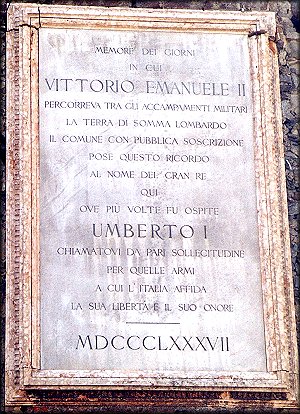 MEMORE DEI GIORNI
IN CUI
VITTORIO EMANUELE II
PERCORREVA TRA GLI ACCAMPAMENTI MILITARI
LA TERRA DI SOMMA LOMBARDO
IL COMUNE CON PUBBLICA SOSCRIZIONE
POSE QUESTO RICORDO
AL NOME DEL GRAN RE
QUI
OVE PIÙ VOLTE FU OSPITE
UMBERTO I
CHIAMATOVI DA PARI SOLLECITUDINE
PER QUELLE ARMI
A CUI L'ITALIA AFFIDA
LA SUA LIBERTÀ E IL SUO ONORE
MDCCCLXXXVII